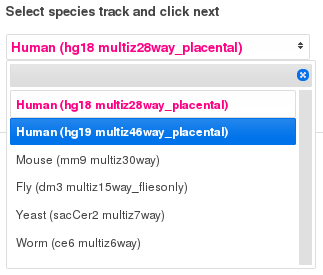 Select species track and click next
Human (hg18 multiz28way_placental)
Human (hg18 multiz28way_placental)
Human (hg19 multiz46way_placental)
Mouse (mm9 multiz30way)
Fly (dm3 multiz15way_fliesonly)
Yeast (sacCer2 multiz7way)
Worm (ce6 multiz6way)